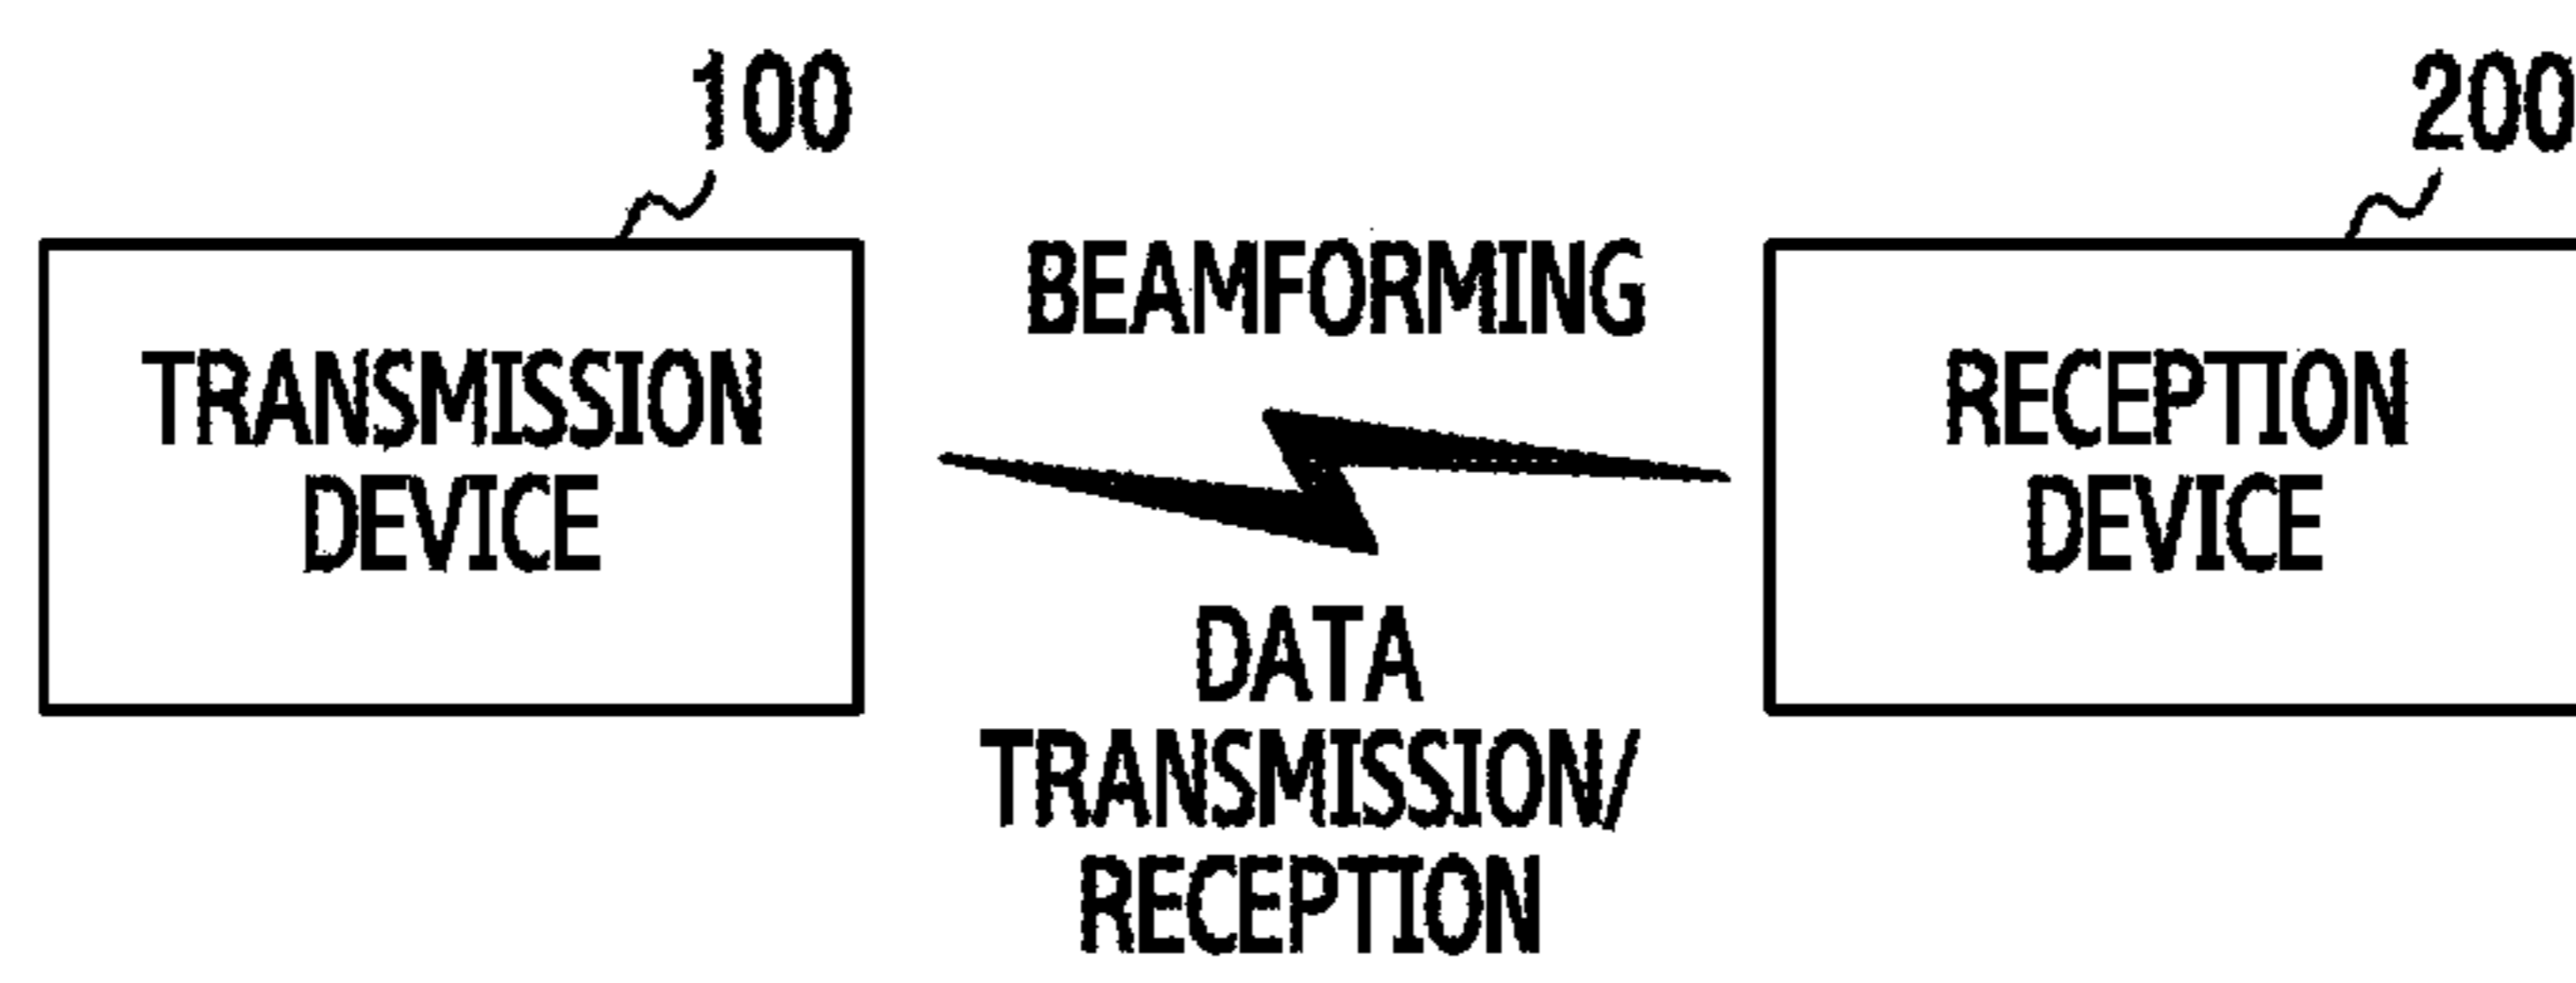 100
200
BEAMFORMING
TRANSMISSION
DEVICE
RECEPTION
DEVICE
DATA
TRANSMISSION/
RECEPTION